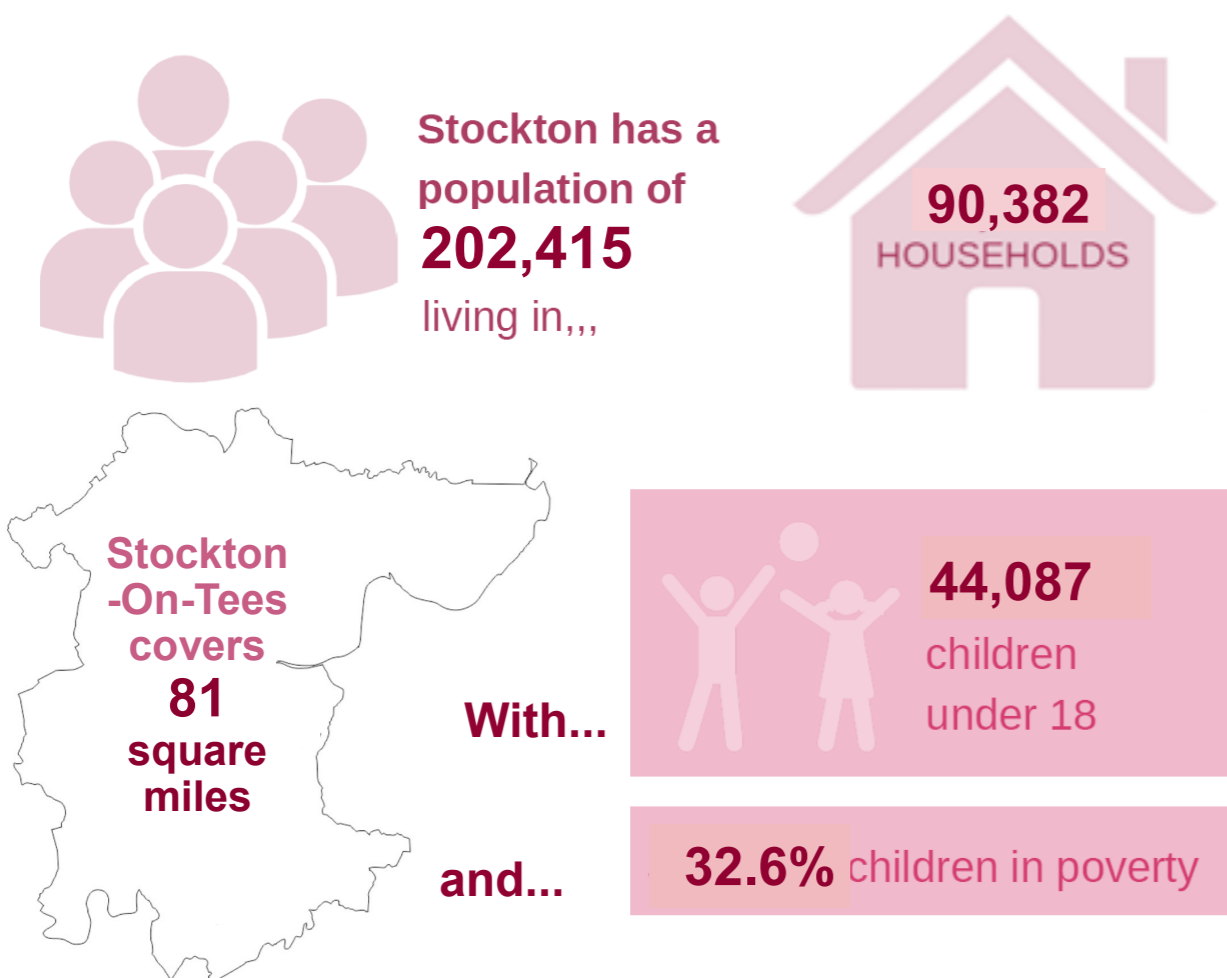 Stockton has a
population of
202,415
living in,,,
90,382
HOUSEHOLDS
Stockton
-On-Tees
covers
81
square
miles
With...
44,087
children
under 18
and...
32.6% children in poverty